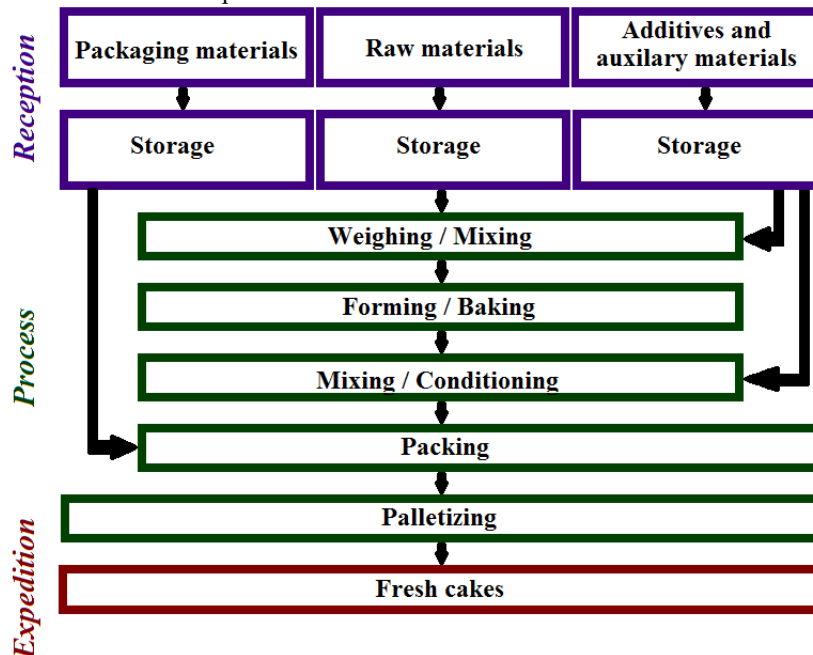 Reception
Packaging materials
Raw materials
Additives and
auxilary materials
Storage
Storage
Storage
Process
Weighing / Mixing
Forming / Baking
Mixing / Conditioning
Packing
Palletizing
Expedition
Fresh cakes